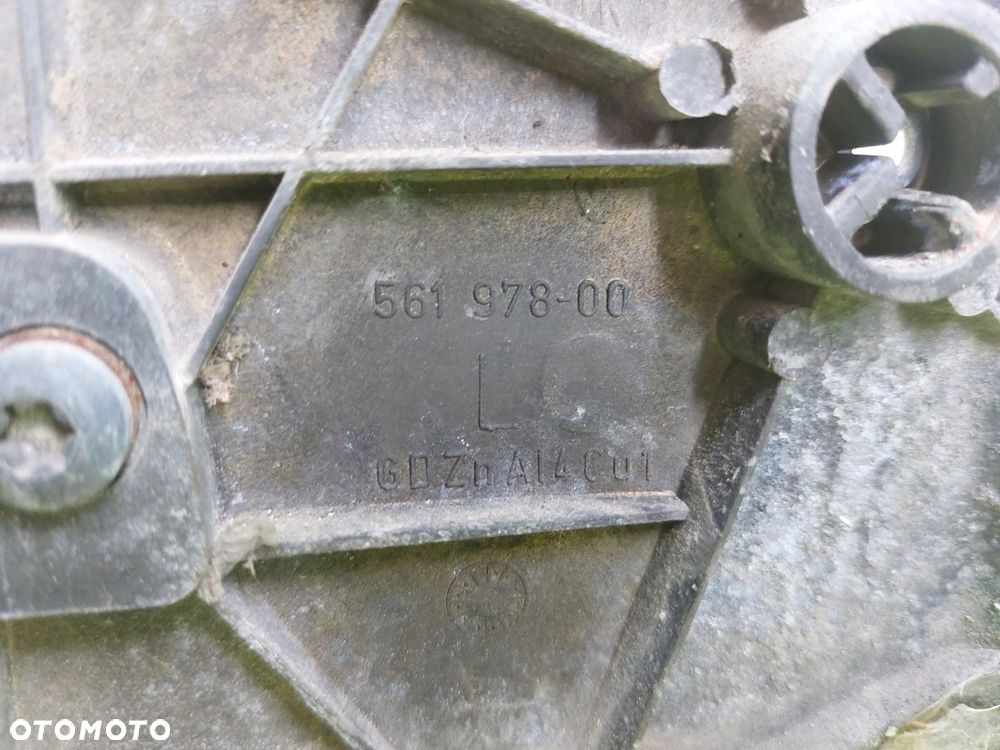 561 978-00
L
GDZnAl4Cu1
OTOMOTO